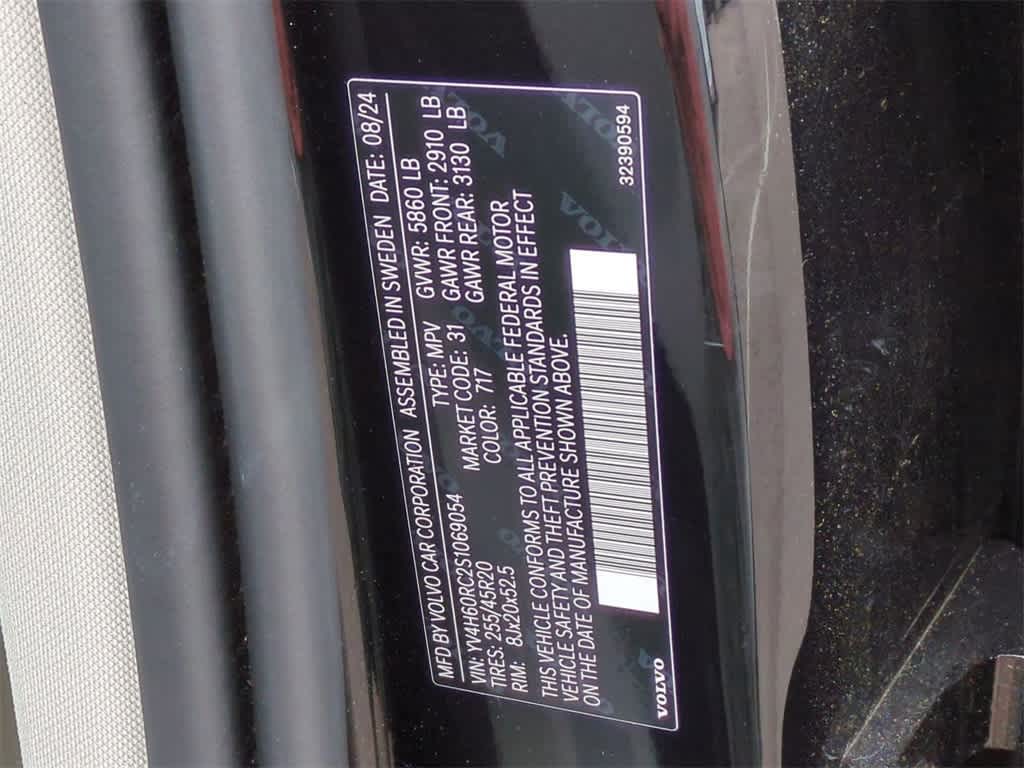 MFD BY VOLVO CAR CORPORATION ASSEMBLED IN SWEDEN DATE: 08/24
VIN: YV4H60RC2S1069054 TYPE: MPV GVWR: 5860 LB
TIRES: 255/45R20 MARKET CODE: 31 GAWR FRONT: 2910 LB
RIM: 8Jx20x52.5 COLOR: 717 GAWR REAR: 3130 LB
THIS VEHICLE CONFORMS TO ALL APPLICABLE FEDERAL MOTOR
VEHICLE SAFETY AND THEFT PREVENTION STANDARDS IN EFFECT
ON THE DATE OF MANUFACTURE SHOWN ABOVE.
32390594
VOLVO